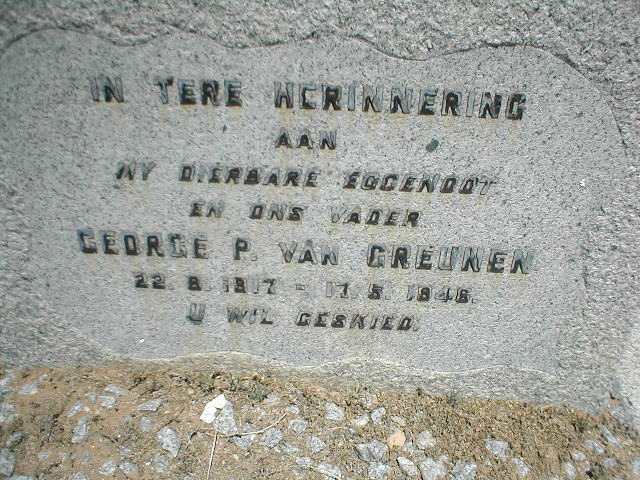 IN TERE HERINNERING
AAN
MY DIERBARE EGGENOOT
EN ONS VADER
GEORGE P. VAN GREUNEN
22. 8. 1917 - 17. 5. 1946.
U WIL GESKIED.